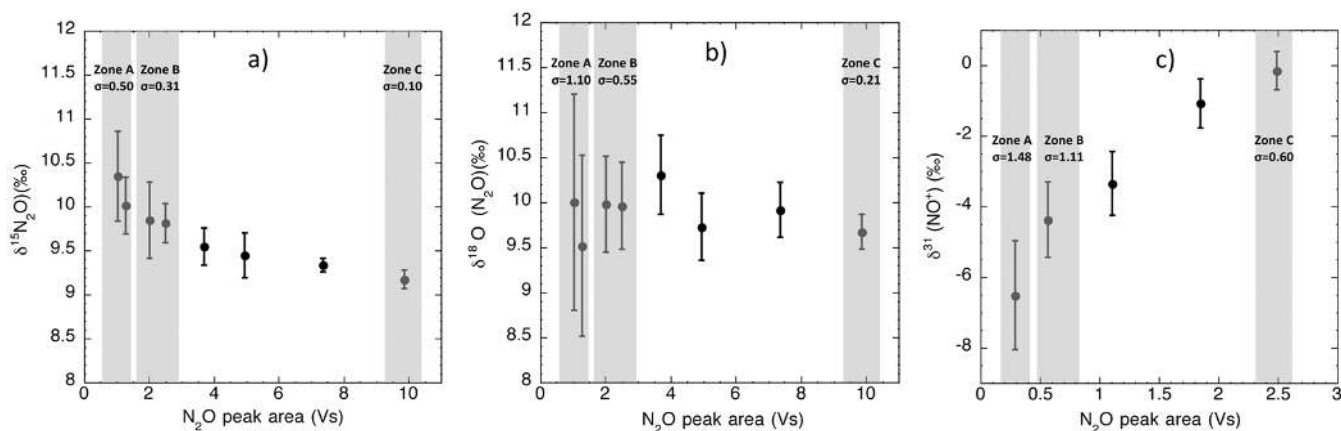 a)
Zone A
σ=0.50
Zone B
σ=0.31
Zone C
σ=0.10
12
11.5
11
10.5
10
9.5
9
8.5
8
δ¹⁵N₂O)(‰)
0 2 4 6 8 10
N₂O peak area (Vs)
b)
Zone A
σ=1.10
Zone B
σ=0.55
Zone C
σ=0.21
12
11.5
11
10.5
10
9.5
9
8.5
8
δ¹⁸O (N₂O)(‰)
0 2 4 6 8 10
N₂O peak area (Vs)
c)
Zone A
σ=1.48
Zone B
σ=1.11
Zone C
σ=0.60
0
-2
-4
-6
-8
δ³¹ (NO⁺) (‰)
0 0.5 1 1.5 2 2.5 3
N₂O peak area (Vs)